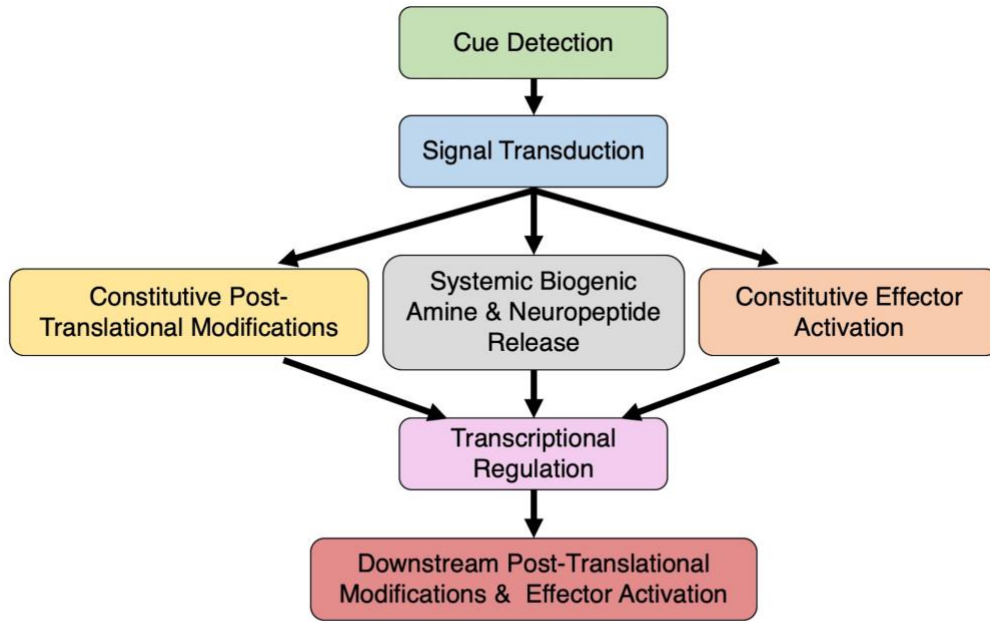 Cue Detection
Signal Transduction
Constitutive Post-
Translational Modifications
Systemic Biogenic
Amine & Neuropeptide
Release
Constitutive Effector
Activation
Transcriptional
Regulation
Downstream Post-Translational
Modifications & Effector Activation